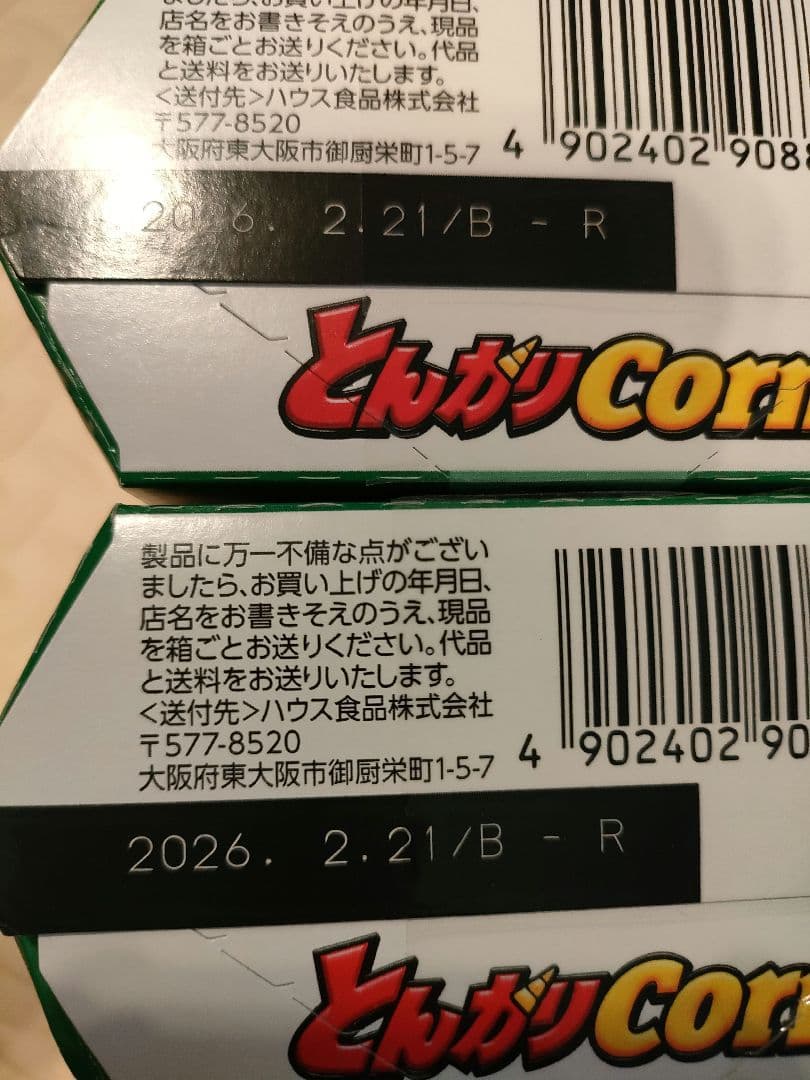 ましたら、お買い上げの年月日、
店名をお書きそえのうえ、現品
を箱ごとお送りください。代品
と送料をお送りいたします。
<送付先>ハウス食品株式会社
〒577-8520
大阪府東大阪市御厨栄町1-5-7
4 902402 908
2026. 2.21/B - R
とんがりCorn
製品に万一不備な点がござい
ましたら、お買い上げの年月日、
店名をお書きそえのうえ、現品
を箱ごとお送りください。代品
と送料をお送りいたします。
<送付先>ハウス食品株式会社
〒577-8520
大阪府東大阪市御厨栄町1-5-7
4 902402 90
2026. 2.21/B - R
とんがりCorn